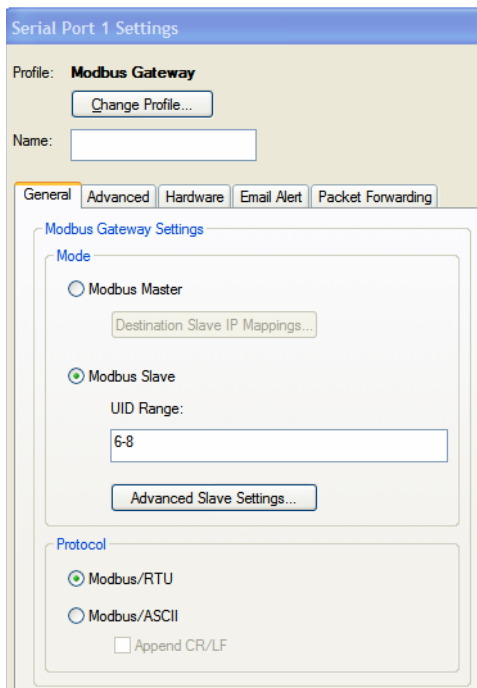 Serial Port 1 Settings
Profile: Modbus Gateway
Change Profile...
Name:
General Advanced Hardware Email Alert Packet Forwarding
Modbus Gateway Settings
Mode
Modbus Master
Destination Slave IP Mappings...
Modbus Slave
UID Range:
6-8
Advanced Slave Settings...
Protocol
Modbus/RTU
Modbus/ASCII
Append CR/LF